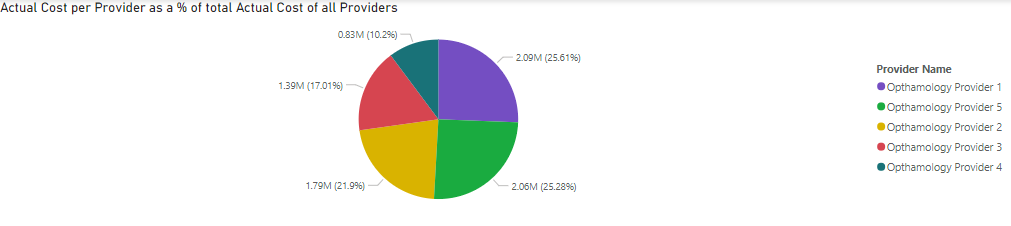 Actual Cost per Provider as a % of total Actual Cost of all Providers
0.83M (10.2%)
2.09M (25.61%)
1.39M (17.01%)
1.79M (21.9%)
2.06M (25.28%)
Provider Name
Opthamology Provider 1
Opthamology Provider 5
Opthamology Provider 2
Opthamology Provider 3
Opthamology Provider 4